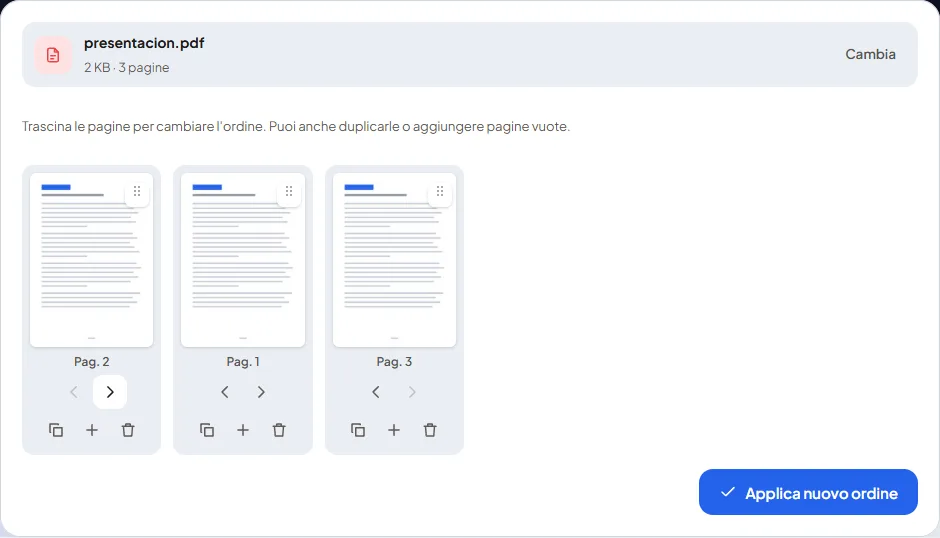 presentacion.pdf
2 KB · 3 pagine
Cambia
Trascina le pagine per cambiare l'ordine. Puoi anche duplicarle o aggiungere pagine vuote.
Pag. 2
Pag. 1
Pag. 3
Applica nuovo ordine